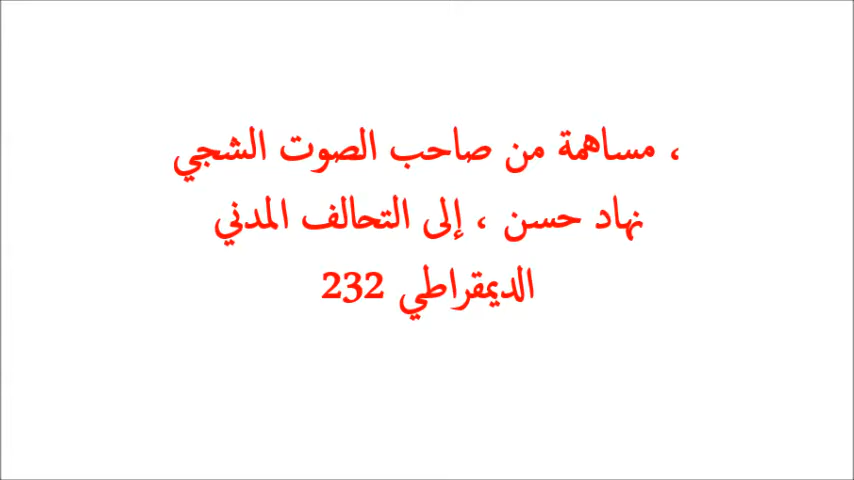 ، مساهمة من صاحب الصوت الشجي
نهاد حسن ، إلى التحالف المدني
الديمقراطي 232